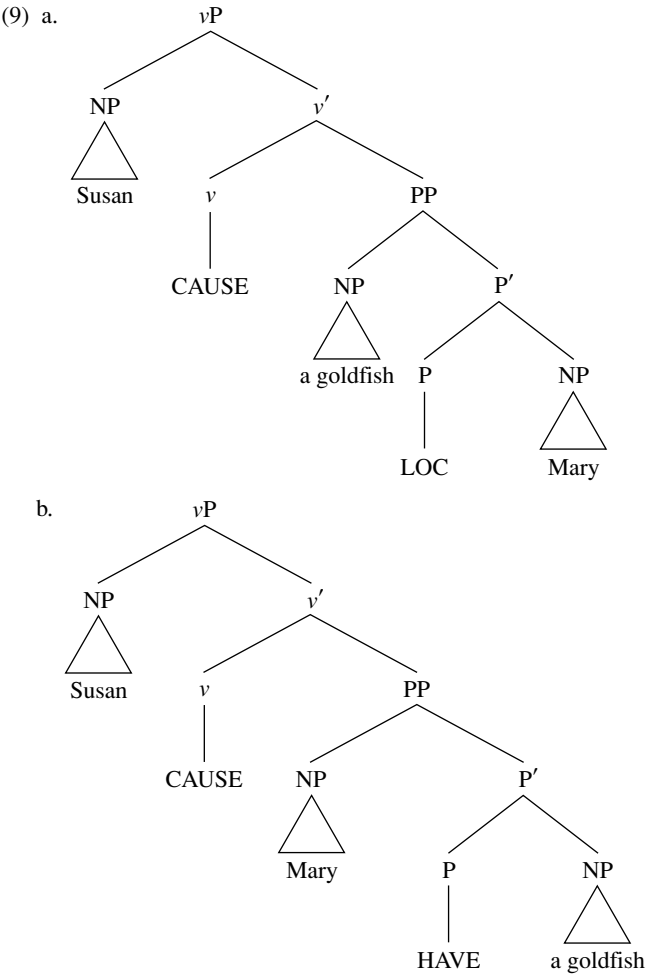 (9) a. vP
NP v′
Susan v PP
CAUSE NP P′
a goldfish P NP
LOC Mary
b. vP
NP v′
Susan v PP
CAUSE NP P′
Mary P NP
HAVE a goldfish